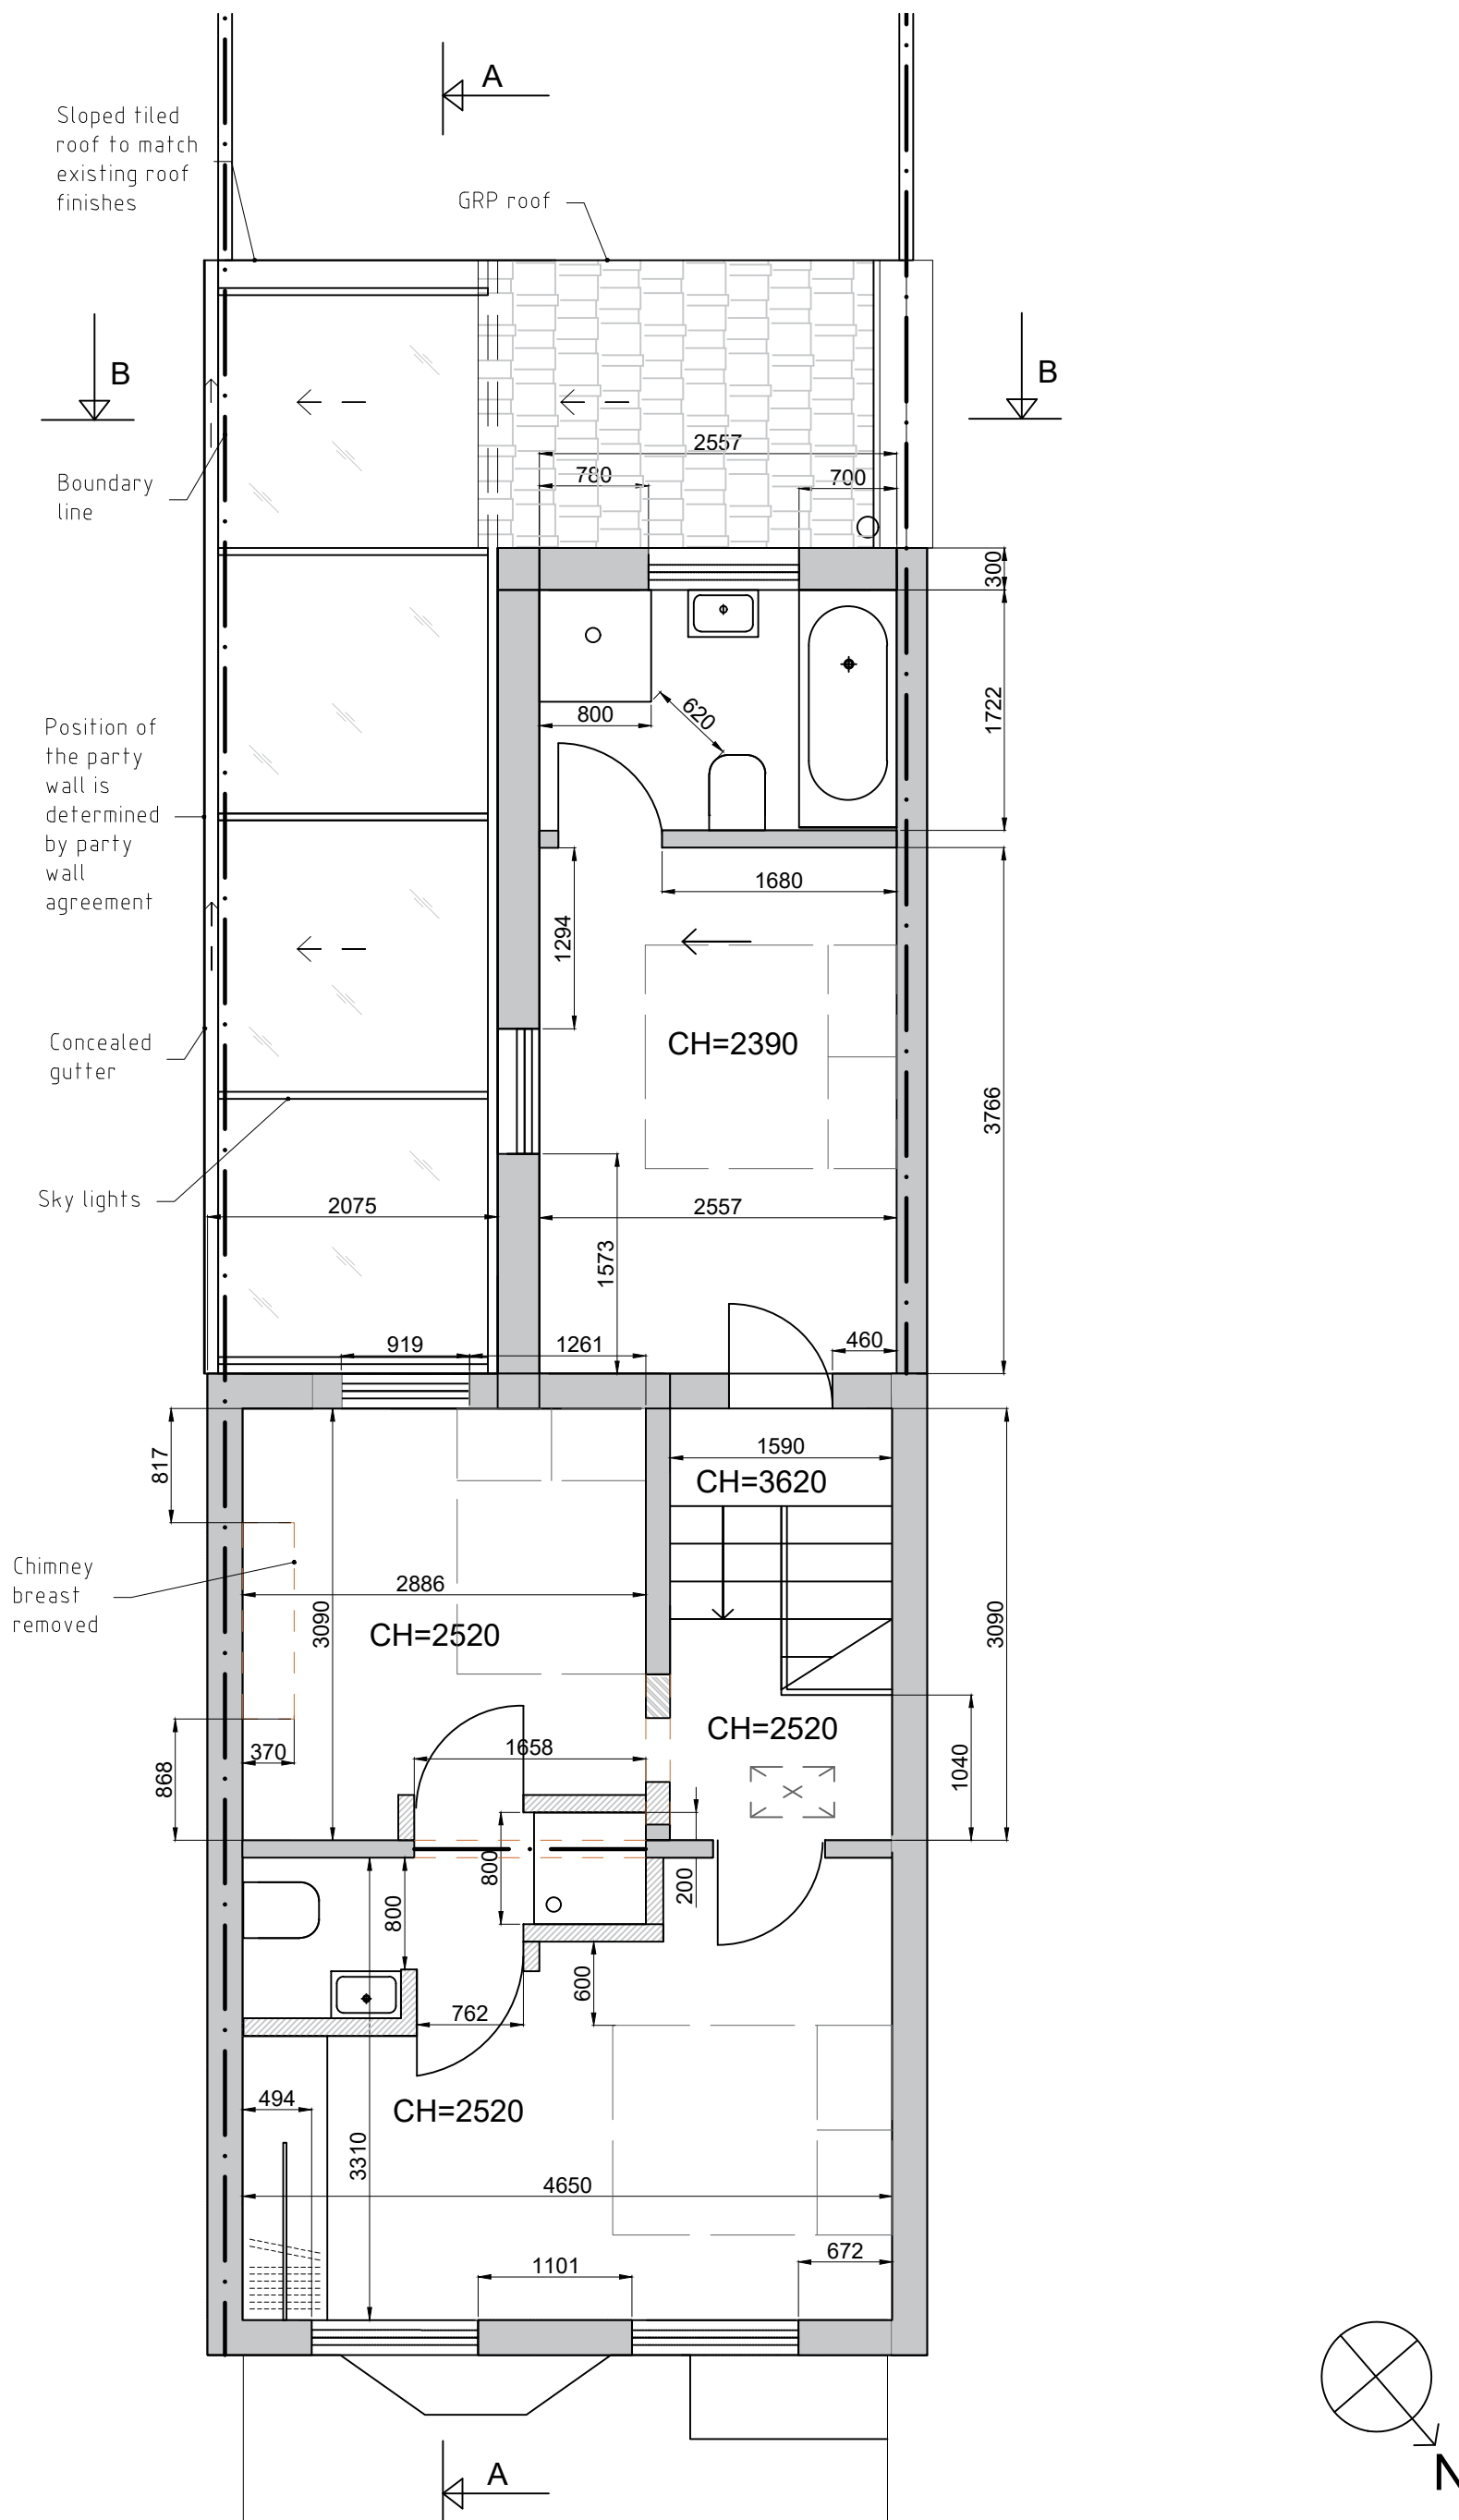 A
Sloped tiled
roof to match
existing roof
finishes
GRP roof
B
B
Boundary
line
2557
780
700
300
1722
800
620
Position of
the party
wall is
determined
by party
wall
agreement
1680
1294
CH=2390
3766
Concealed
gutter
Sky lights
2075
2557
1573
919
1261
460
817
1590
CH=3620
Chimney
breast
removed
2886
3090
CH=2520
3090
CH=2520
868
370
1658
1040
800
200
800
600
762
494
CH=2520
3310
4650
672
1101
A
N